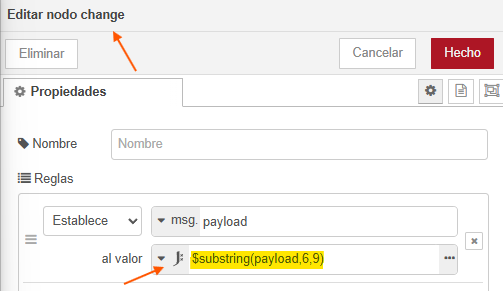 Editar nodo change
Eliminar
Cancelar
Hecho
Propiedades
Nombre
Nombre
Reglas
Establece
msg. payload
al valor
J: $substring(payload,6,9)
•••